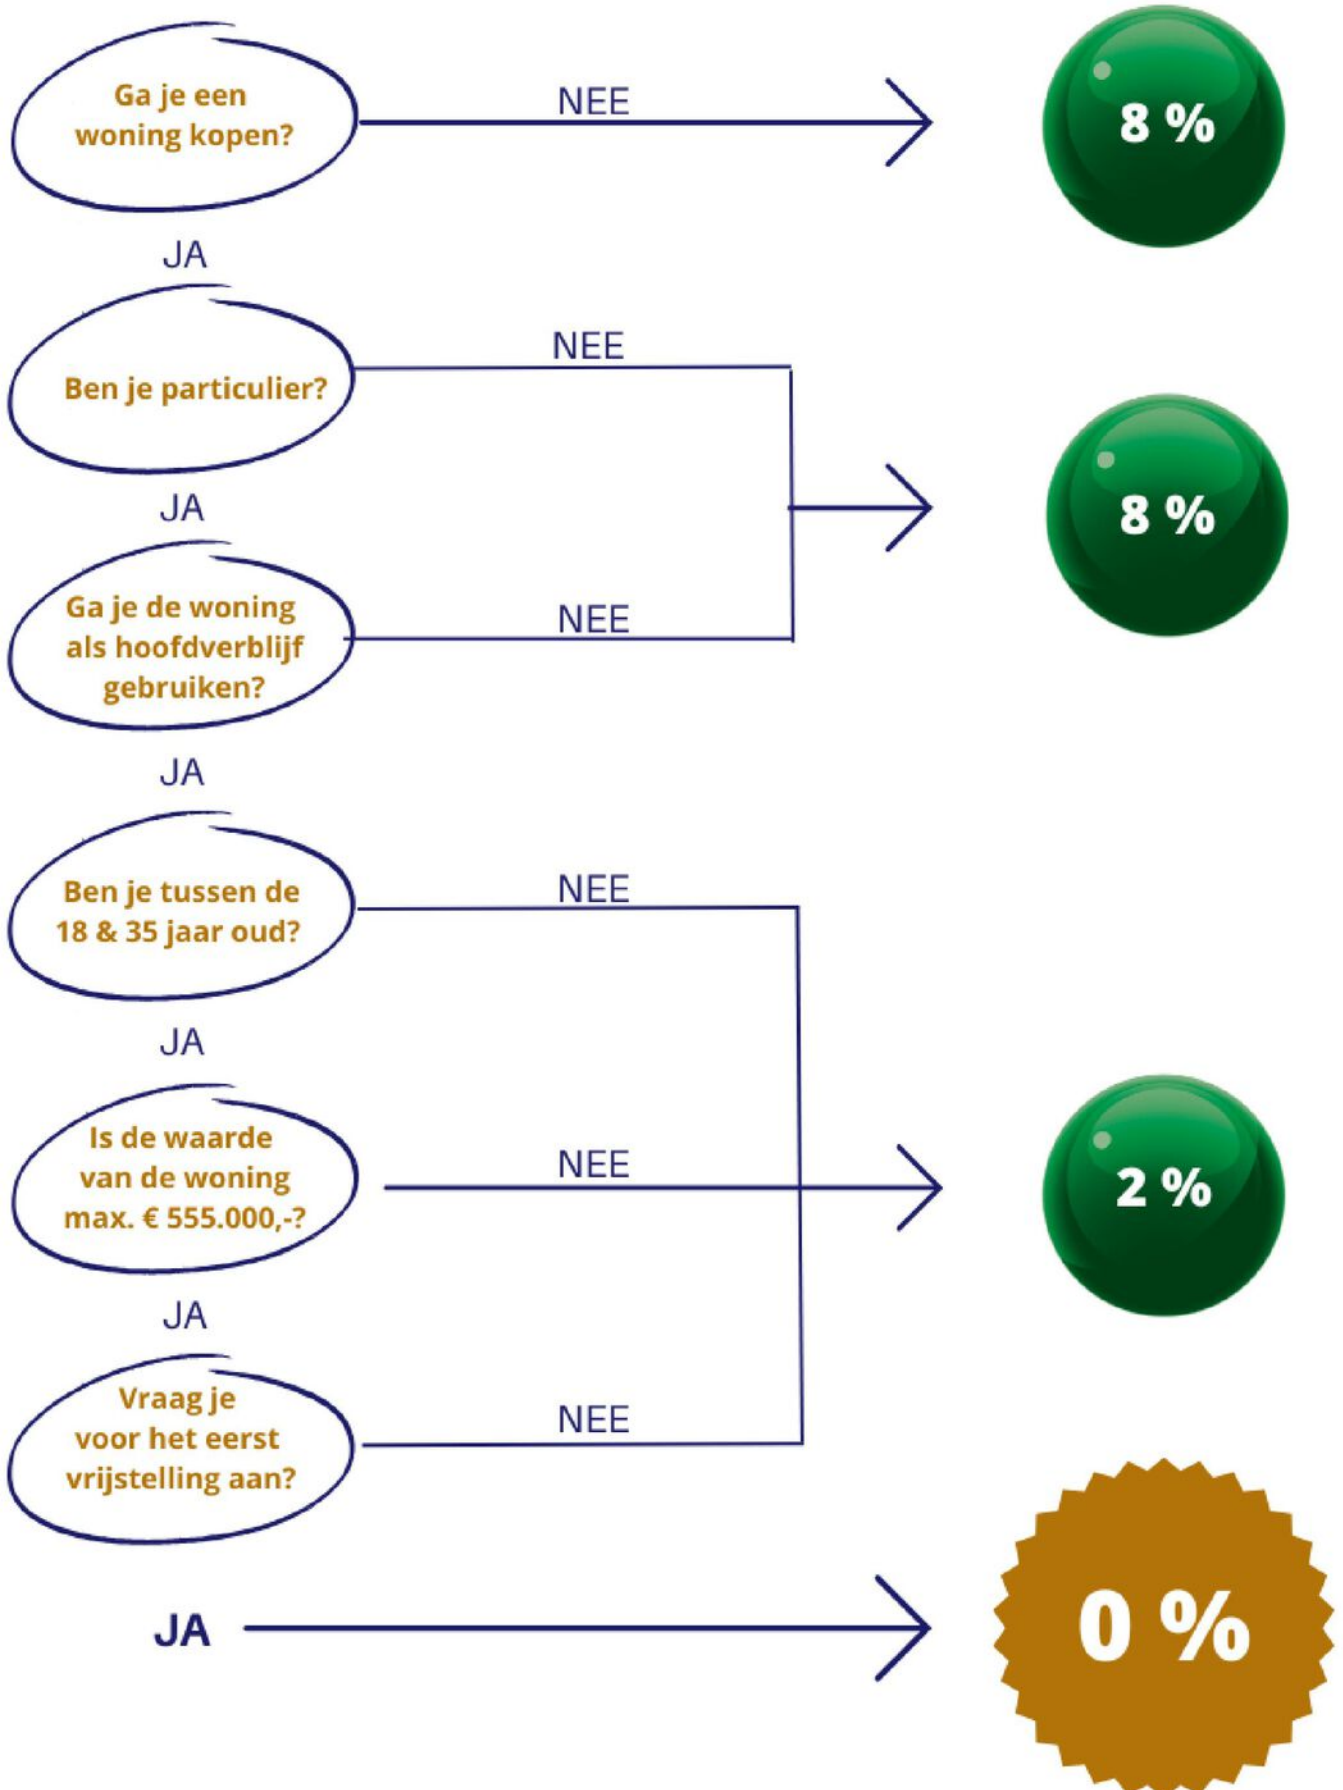 Ga je een
woning kopen?
NEE
8 %
JA
Ben je particulier?
NEE
8 %
JA
Ga je de woning
als hoofdverblijf
gebruiken?
NEE
JA
Ben je tussen de
18 & 35 jaar oud?
NEE
JA
Is de waarde
van de woning
max. € 555.000,-?
NEE
2 %
JA
Vraag je
voor het eerst
vrijstelling aan?
NEE
JA
0 %